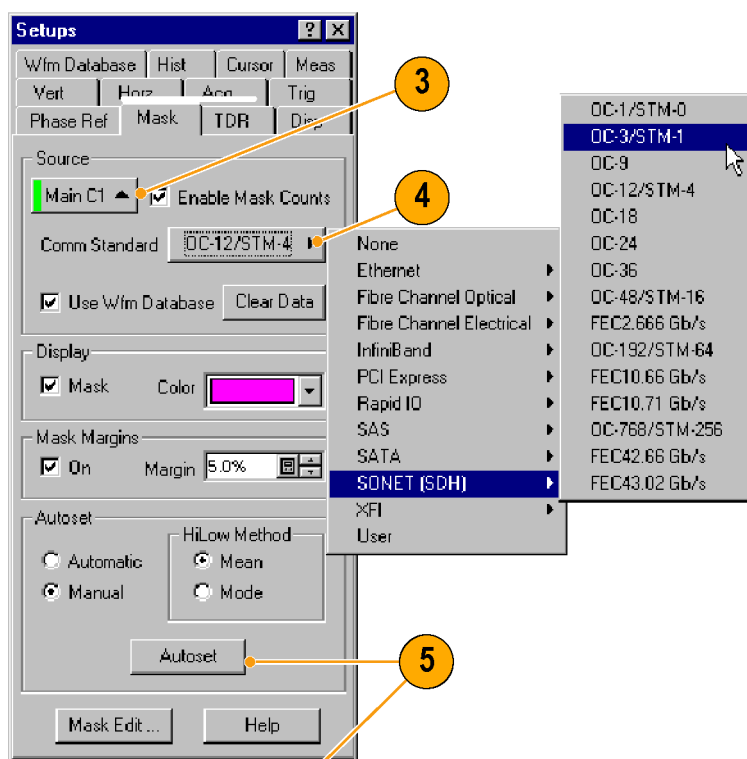 Setups
Wfm Database Hist Cursor Meas
Vert Horz Acq Trig
Phase Ref Mask TDR Disp
3
Source
Main C1 Enable Mask Counts
4
Comm Standard OC-12/STM-4
Use Wfm Database Clear Data
Display
Mask Color
Mask Margins
On Margin 5.0%
Autoset
HiLow Method
Automatic Mean
Manual Mode
Autoset
5
Mask Edit ... Help
None
Ethernet
Fibre Channel Optical
Fibre Channel Electrical
InfiniBand
PCI Express
Rapid IO
SAS
SATA
SONET (SDH)
XFI
User
OC-1/STM-0
OC-3/STM-1
OC-9
OC-12/STM-4
OC-18
OC-24
OC-36
OC-48/STM-16
FEC2.666 Gb/s
OC-192/STM-64
FEC10.66 Gb/s
FEC10.71 Gb/s
OC-768/STM-256
FEC42.66 Gb/s
FEC43.02 Gb/s